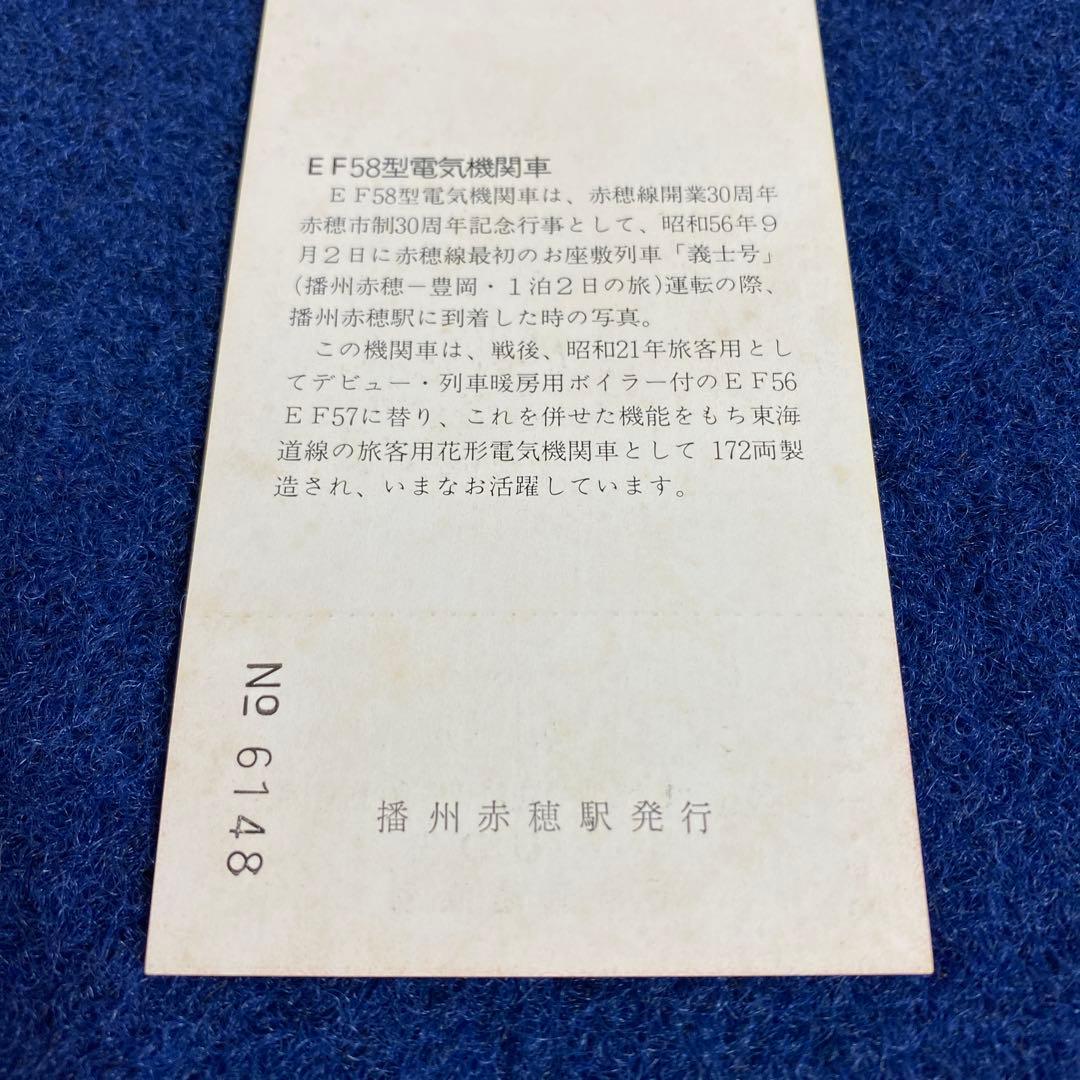 ＥＦ58型電気機関車
ＥＦ58型電気機関車は、赤穂線開業30周年
赤穂市制30周年記念行事として、昭和56年９
月２日に赤穂線最初のお座敷列車「義士号」
(播州赤穂－豊岡・１泊２日の旅)運転の際、
播州赤穂駅に到着した時の写真。
この機関車は、戦後、昭和21年旅客用とし
てデビュー・列車暖房用ボイラー付のＥＦ56
ＥＦ57に替り、これを併せた機能をもち東海
道線の旅客用花形電気機関車として 172両製
造され、いまなお活躍しています。
№ 6148
播州赤穂駅発行